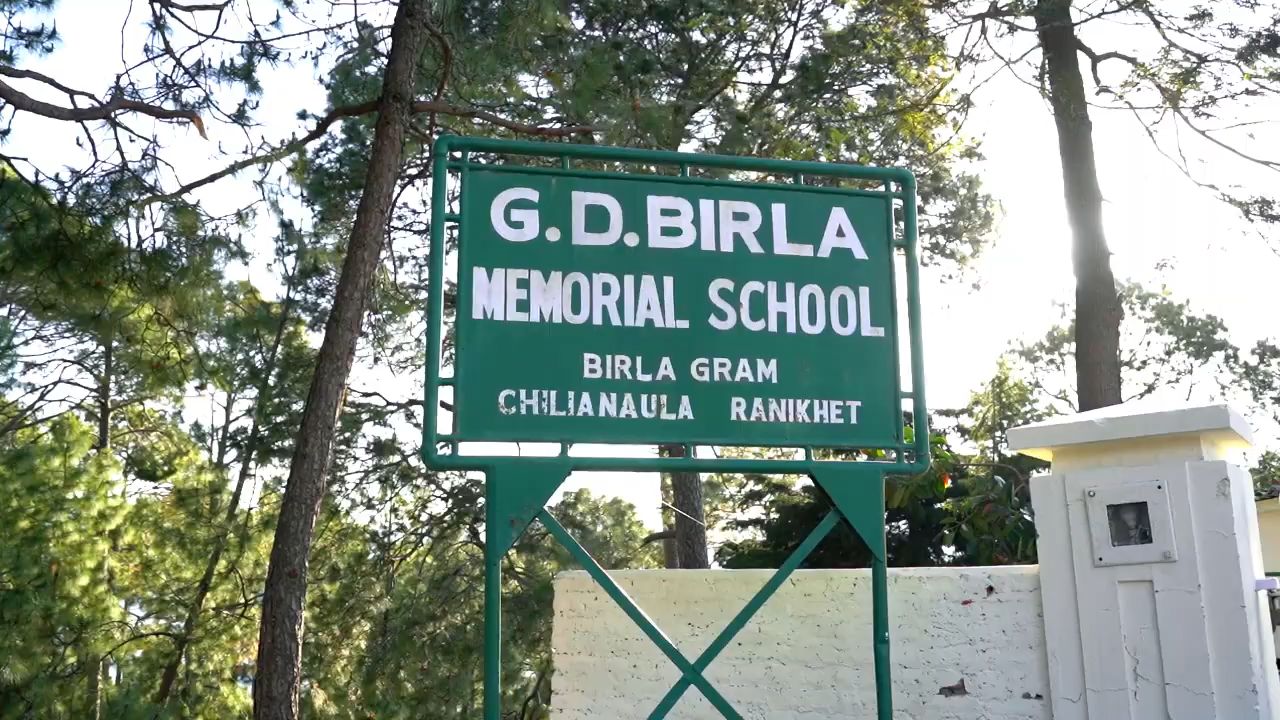 G.D.BIRLA
MEMORIAL SCHOOL
BIRLA GRAM
CHILIANAULA RANIKHET